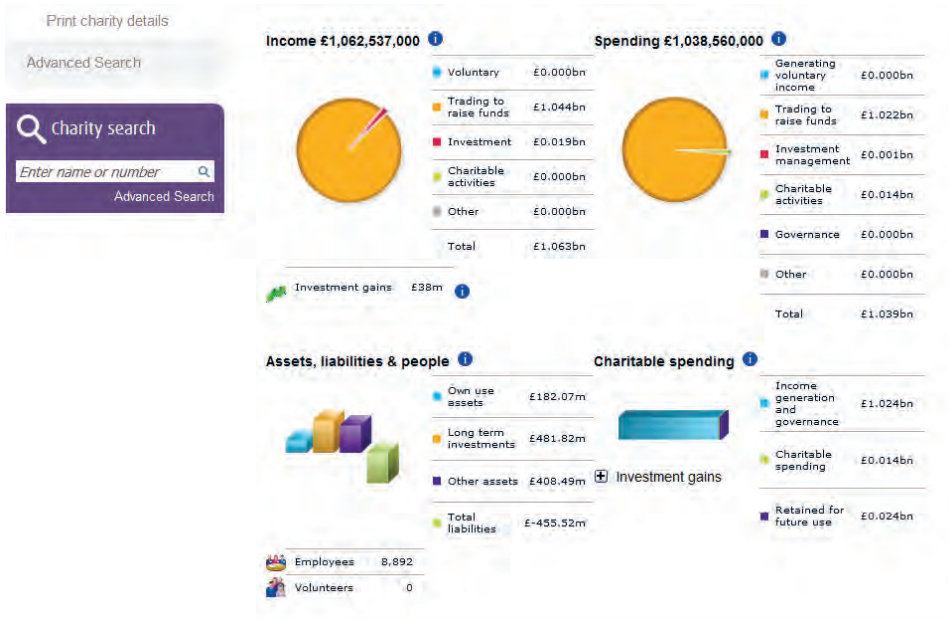 Print charity details
Advanced Search
Charity search
Enter name or number
Advanced Search
Income £1,062,537,000
Voluntary £0.000bn
Trading to
raise funds £1.044bn
Investment £0.019bn
Charitable
activities £0.000bn
Other £0.000bn
Total £1.063bn
Investment gains £38m
Spending £1,038,560,000
Generating
voluntary
income £0.000bn
Trading to
raise funds £1.022bn
Investment
management £0.001bn
Charitable
activities £0.014bn
Governance £0.000bn
Other £0.000bn
Total £1.039bn
Assets, liabilities & people
Own use
assets £182.07m
Long term
investments £481.82m
Other assets £408.49m
Total
liabilities £-455.52m
Employees 8,892
Volunteers 0
Charitable spending
Investment gains
Income
generation
and
governance £1.024bn
Charitable
spending £0.014bn
Retained for
future use £0.024bn